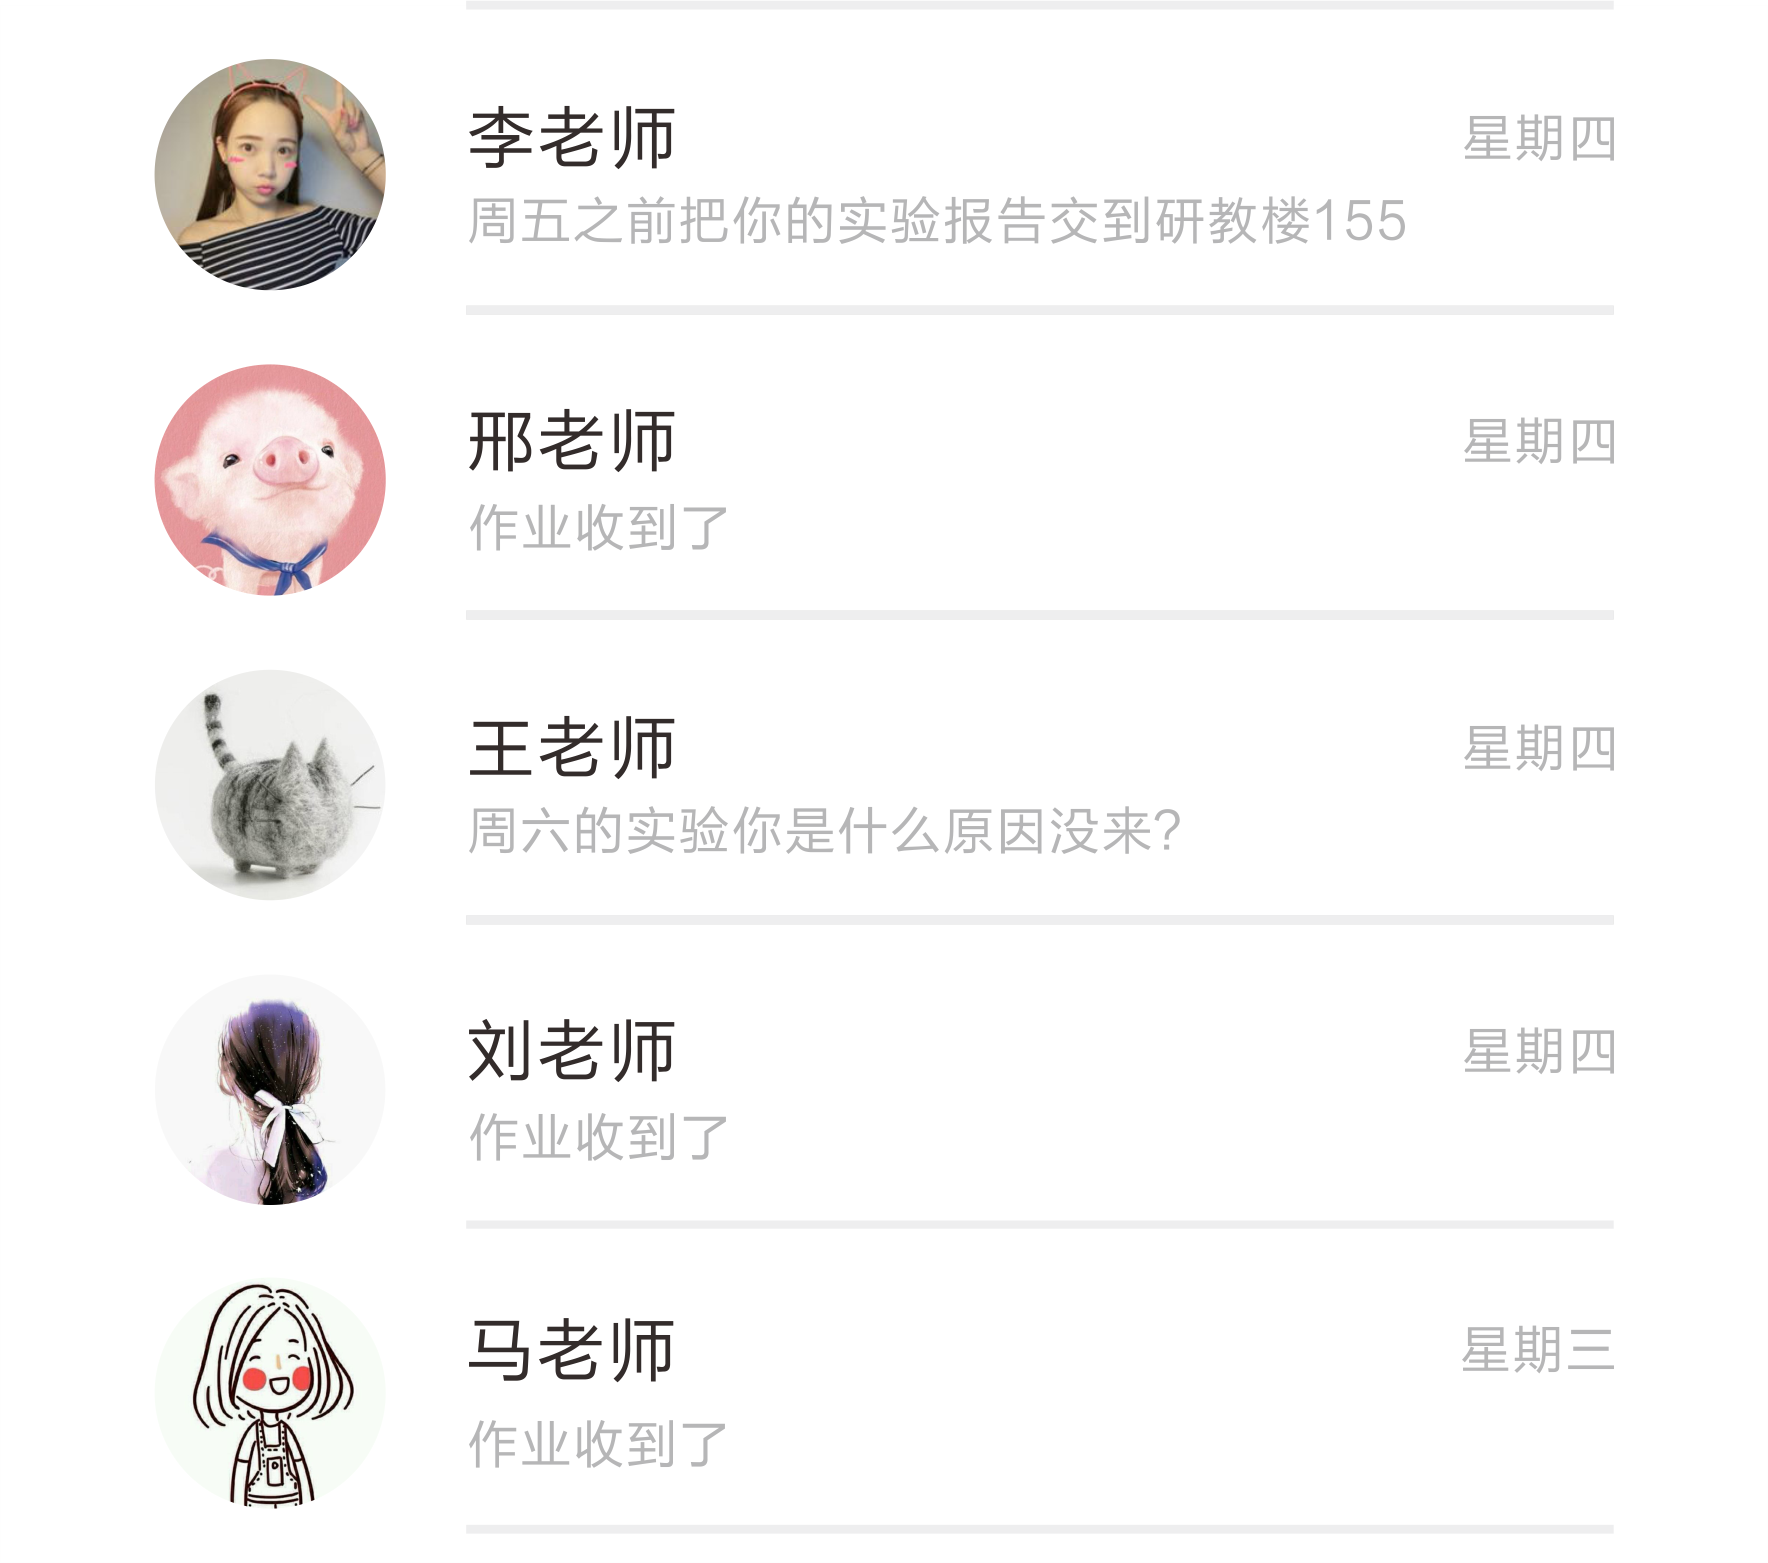 李老师
星期四
周五之前把你的实验报告交到研教楼155
邢老师
星期四
作业收到了
王老师
星期四
周六的实验你是什么原因没来?
刘老师
星期四
作业收到了
马老师
星期三
作业收到了